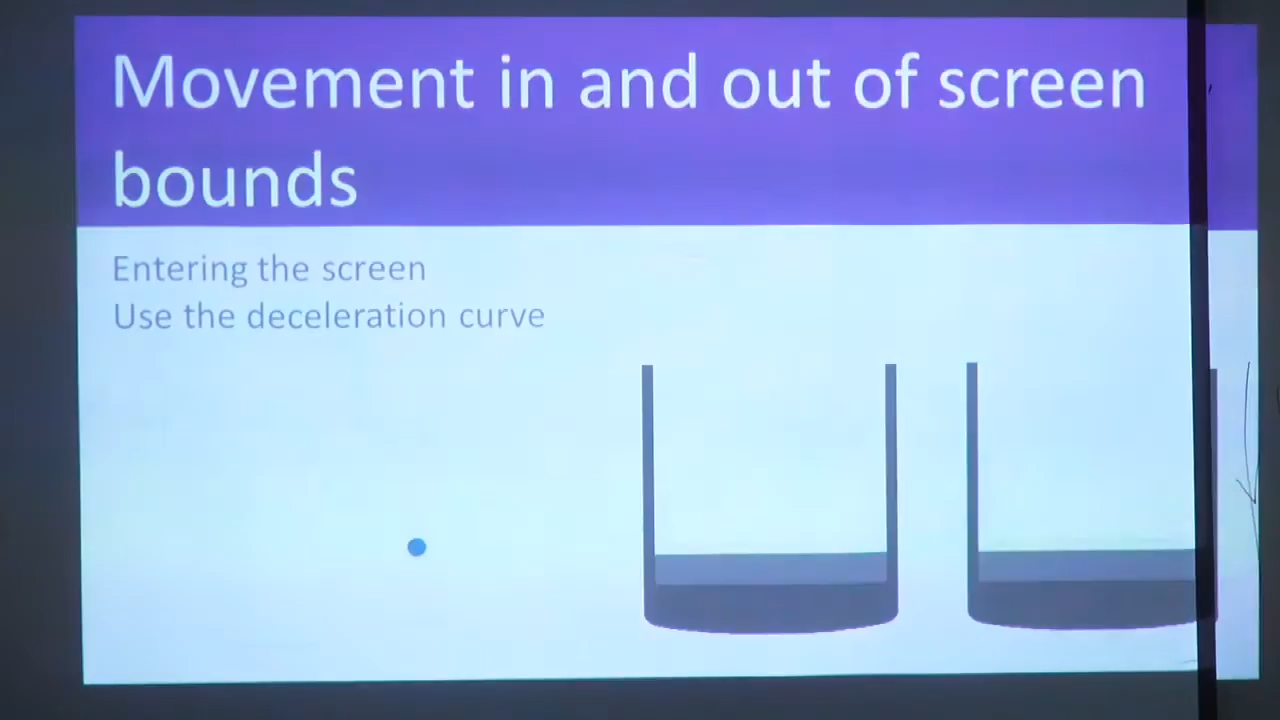 Movement in and out of screen
bounds
Entering the screen
Use the deceleration curve